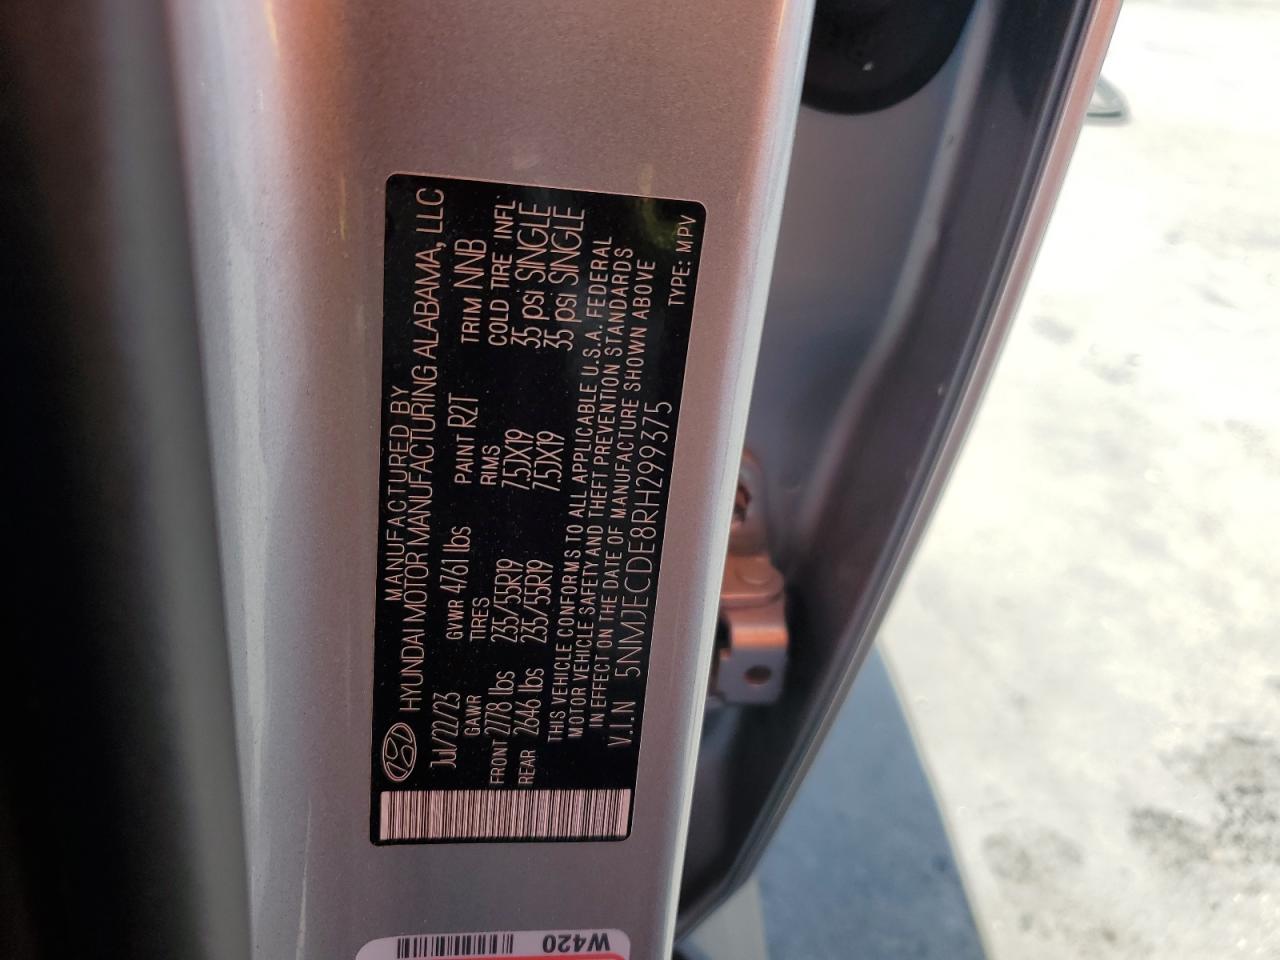 MANUFACTURED BY
HYUNDAI MOTOR MANUFACTURING ALABAMA, LLC
Jul/22/23 GVWR 4761 lbs PAINT R2T TRIM NNB
GAWR TIRES RIMS COLD TIRE INFL.
FRONT 2778 lbs 235/55R19 7.5JX19 35 psi SINGLE
REAR 2646 lbs 235/55R19 7.5JX19 35 psi SINGLE
THIS VEHICLE CONFORMS TO ALL APPLICABLE U.S.A. FEDERAL
MOTOR VEHICLE SAFETY AND THEFT PREVENTION STANDARDS
IN EFFECT ON THE DATE OF MANUFACTURE SHOWN ABOVE
V.I.N 5NMJECDE8RH299375 TYPE: MPV
W420